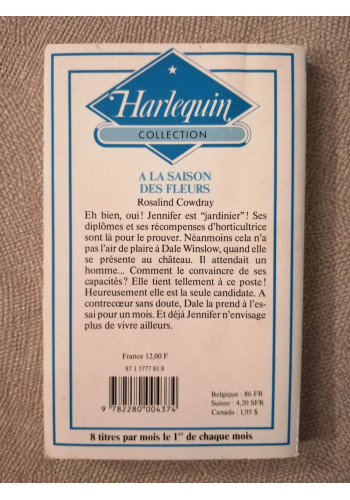 Harlequin
COLLECTION
A LA SAISON
DES FLEURS
Rosalind Cowdray
Eh bien, oui! Jennifer est "jardinier"! Ses
diplômes et ses récompenses d'horticultrice
sont là pour le prouver. Néanmoins cela n'a
pas l'air de plaire à Dale Winslow, quand elle
se présente au château. Il attendait un
homme... Comment le convaincre de ses
capacités? Elle tient tellement à ce poste!
Heureusement elle est la seule candidate. A
contrecœur sans doute, Dale la prend à l'es-
sai pour un mois. Et déjà Jennifer n'envisage
plus de vivre ailleurs.
France 12,00 F
87 1 5777 81.8
Belgique : 86 FB
Suisse : 4,20 SFR
Canada : 1,95 $
9 782280 004374
8 titres par mois le 1er de chaque mois